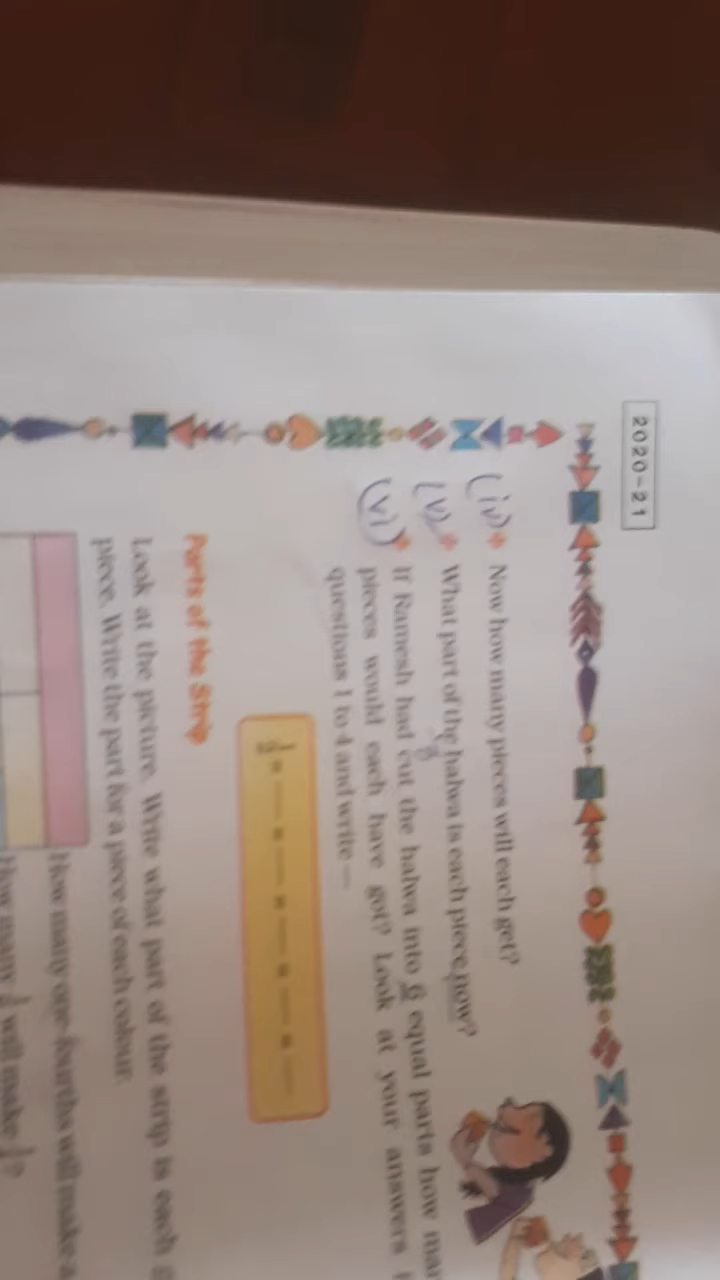 2020-21
(iv) Now how many pieces will each get?
(v) What part of the halwa is each piece now?
(vi) If Ramesh had cut the halwa into 6 equal parts how
pieces would each have got? Look at your answers
questions 1 to 4 and write —
Parts of the Strip
Look at the picture. Write what part of the strip is each
piece. Write the part for a piece of each colour.
How many one-fourths will make a
How many will make